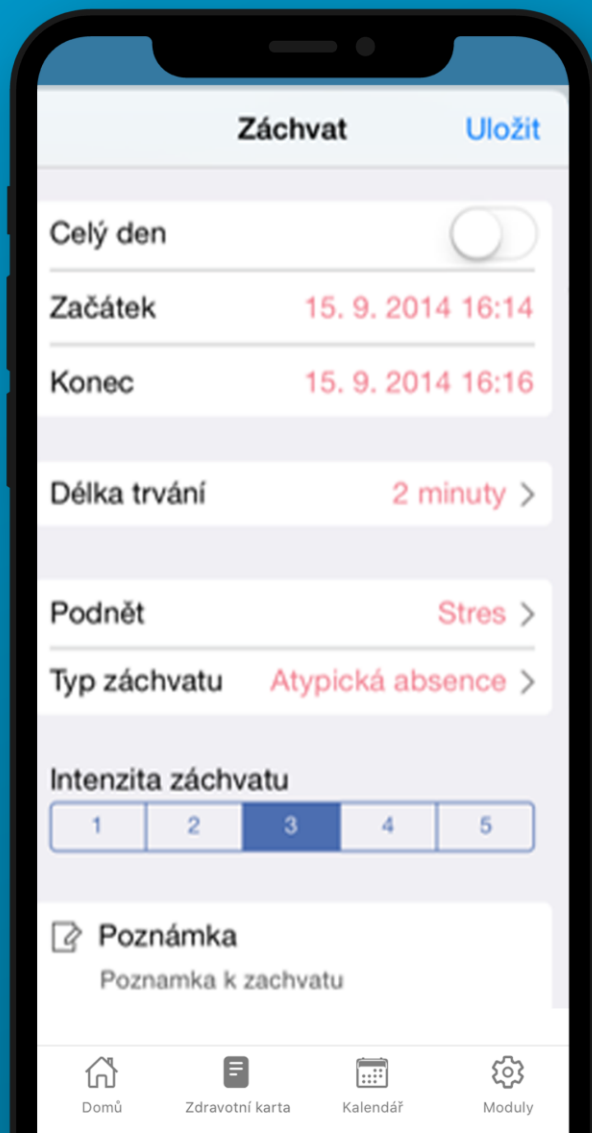 Záchvat Uložit
Celý den
Začátek 15. 9. 2014 16:14
Konec 15. 9. 2014 16:16
Délka trvání 2 minuty
Podnět Stres
Typ záchvatu Atypická absence
Intenzita záchvatu
1 2 3 4 5
Poznámka
Poznamka k zachvatu
Domů Zdravotní karta Kalendář Moduly